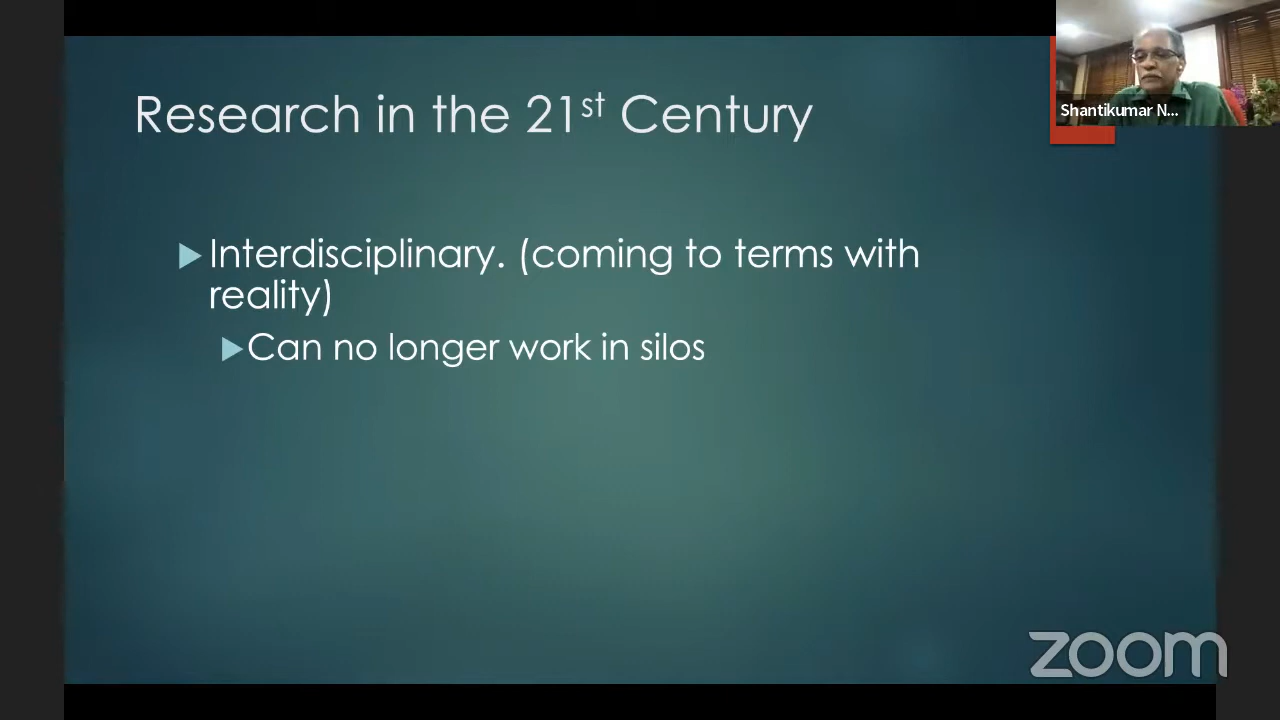 Research in the 21st Century
Shantikumar N...
Interdisciplinary. (coming to terms with
reality)
Can no longer work in silos
zoom